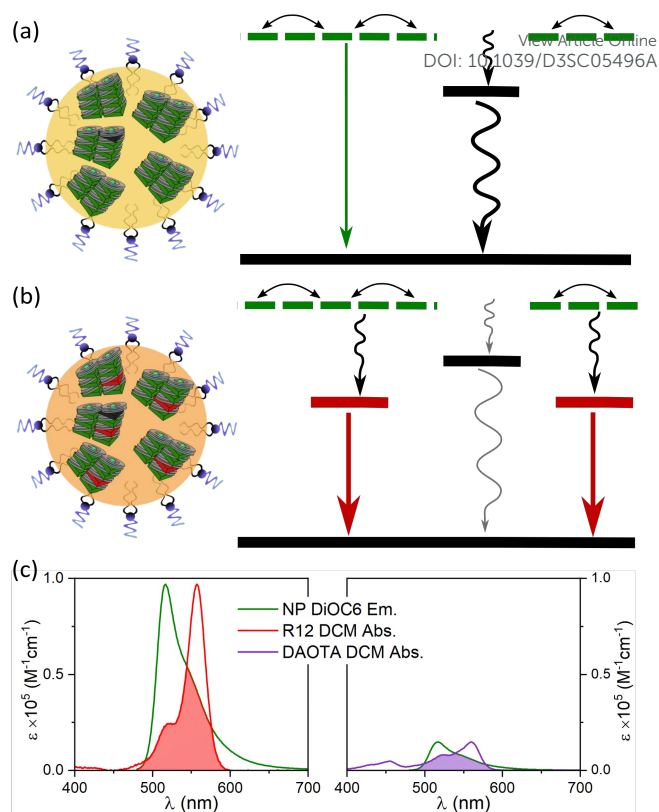 (a)
View Article Online
DOI: 10.1039/D3SC05496A
(b)
(c)
1.0
0.5
0.0
ε ×10⁵ (M⁻¹cm⁻¹)
NP DiOC6 Em.
R12 DCM Abs.
DAOTA DCM Abs.
1.0
0.5
0.0
ε ×10⁵ (M⁻¹cm⁻¹)
400 500 600 700
λ (nm)
400 500 600 700
λ (nm)